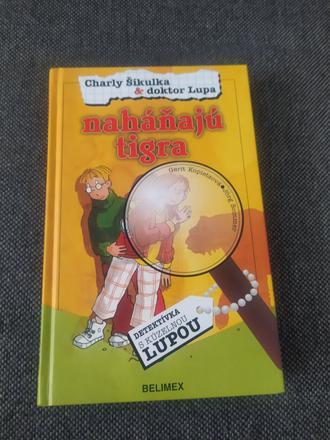 Charly Šikulka
& doktor Lupa
naháňajú
tigra
Gerit Kopietzová • Jörg Sommer
DETEKTÍVKA
S KÚZELNOU
LUPOU
BELIMEX